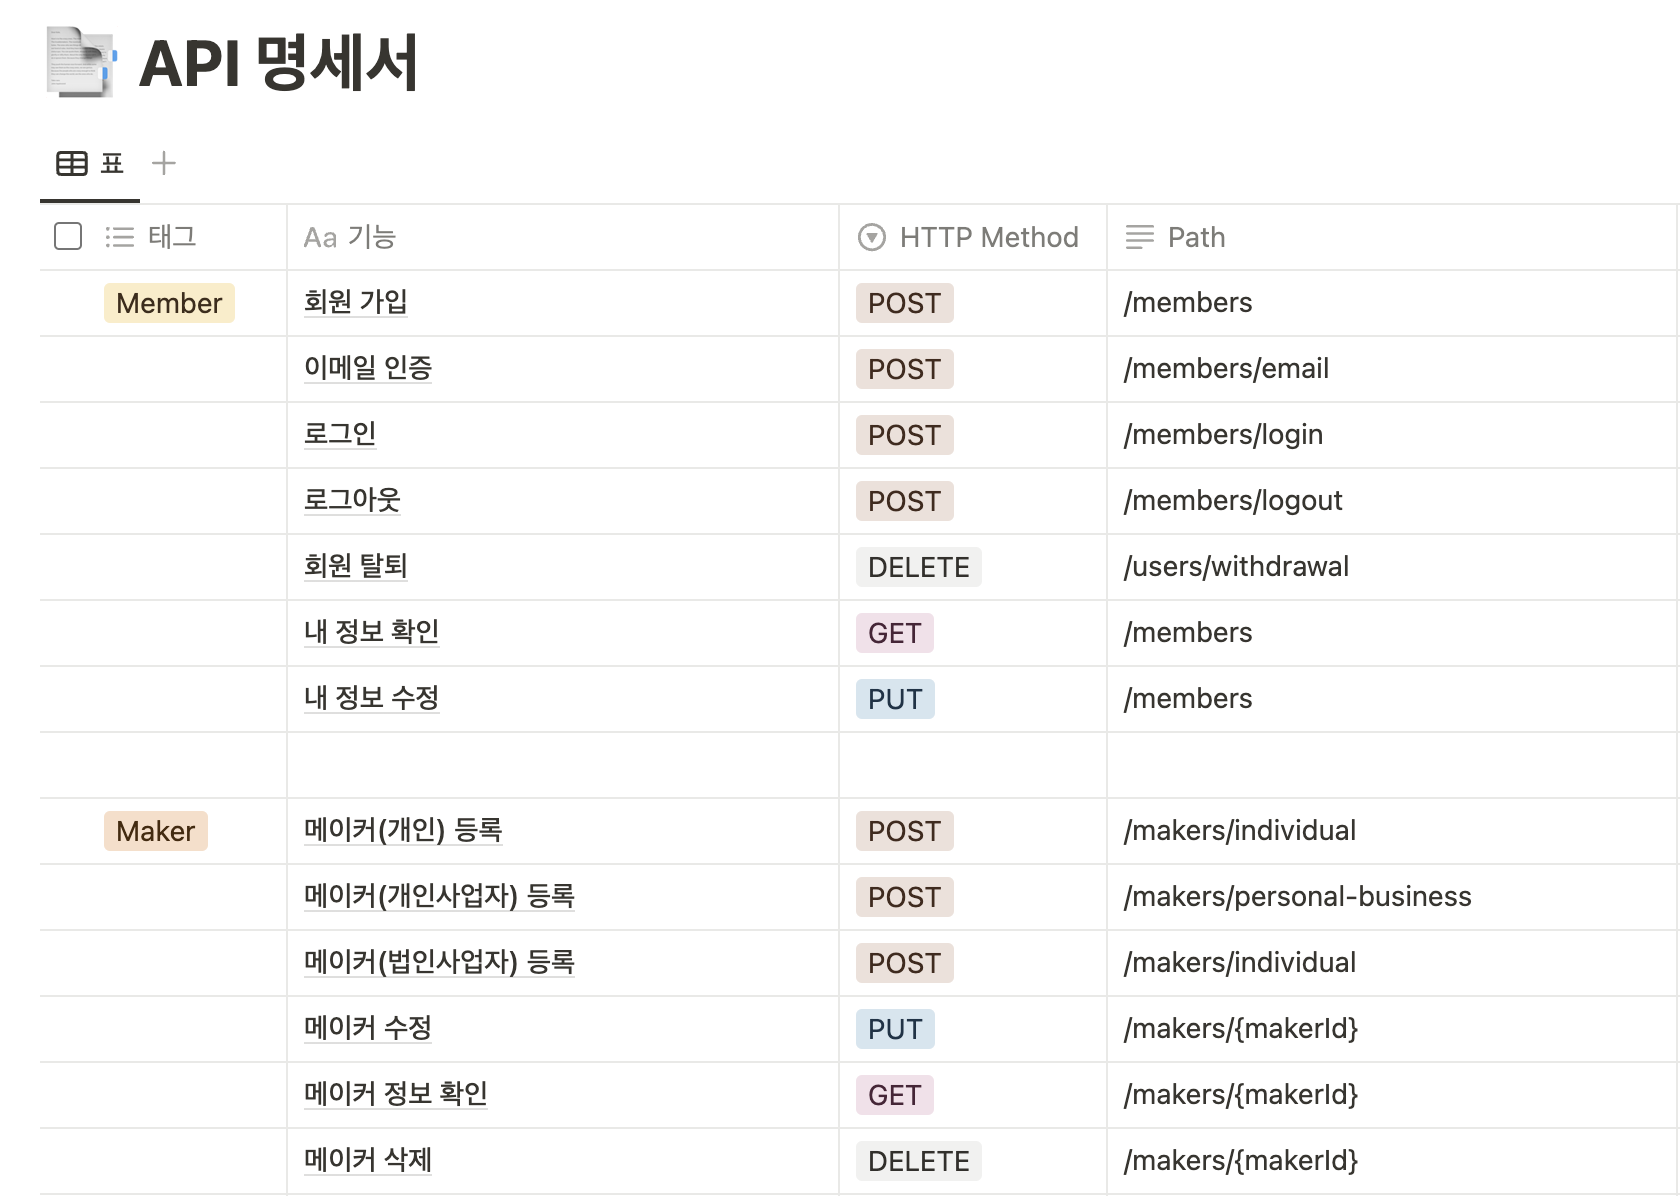 API 명세서
표
태그 Aa 기능 HTTP Method Path
Member 회원 가입 POST /members
이메일 인증 POST /members/email
로그인 POST /members/login
로그아웃 POST /members/logout
회원 탈퇴 DELETE /users/withdrawal
내 정보 확인 GET /members
내 정보 수정 PUT /members
Maker 메이커(개인) 등록 POST /makers/individual
메이커(개인사업자) 등록 POST /makers/personal-business
메이커(법인사업자) 등록 POST /makers/individual
메이커 수정 PUT /makers/{makerId}
메이커 정보 확인 GET /makers/{makerId}
메이커 삭제 DELETE /makers/{makerId}